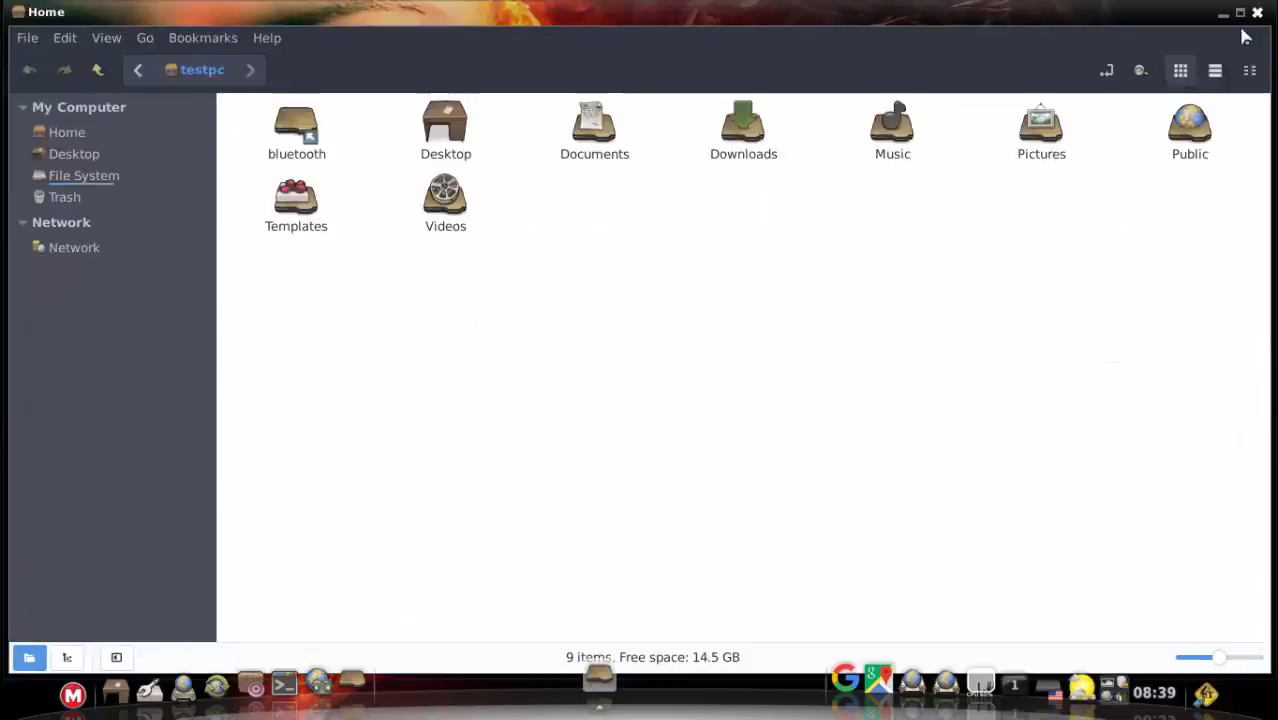 Home
File Edit View Go Bookmarks Help
testpc
My Computer
Home
Desktop
File System
Trash
Network
Network
bluetooth Desktop Documents Downloads Music Pictures Public
Templates Videos
9 items, Free space: 14.5 GB
M
G
g
1
08:39